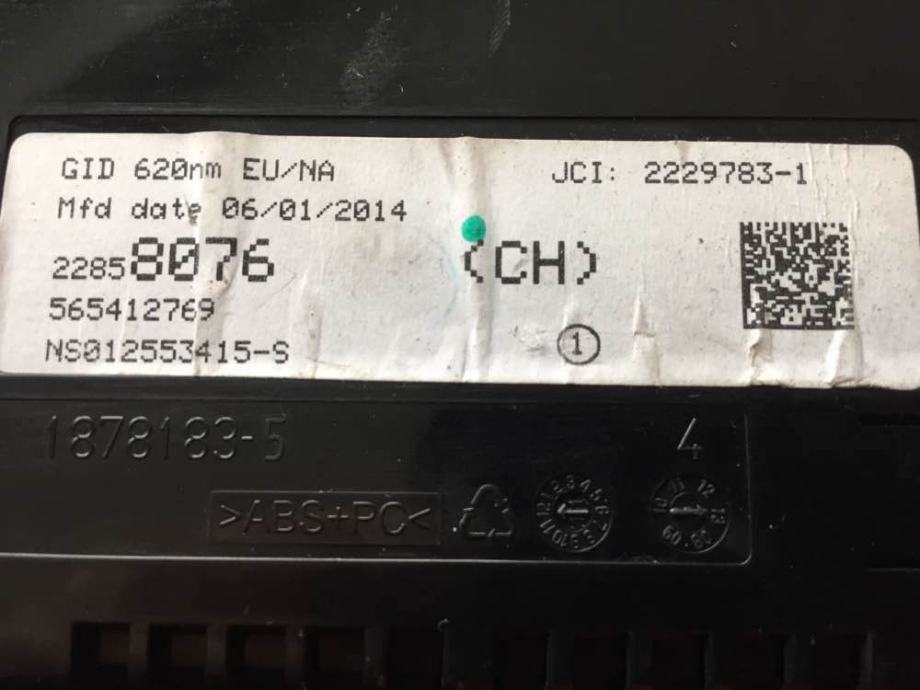 GID 620nm EU/NA
JCI: 2229783-1
Mfd date 06/01/2014
22858076
(CH)
565412769
1
NS012553415-S
1878183-5
4
>ABS+PC<